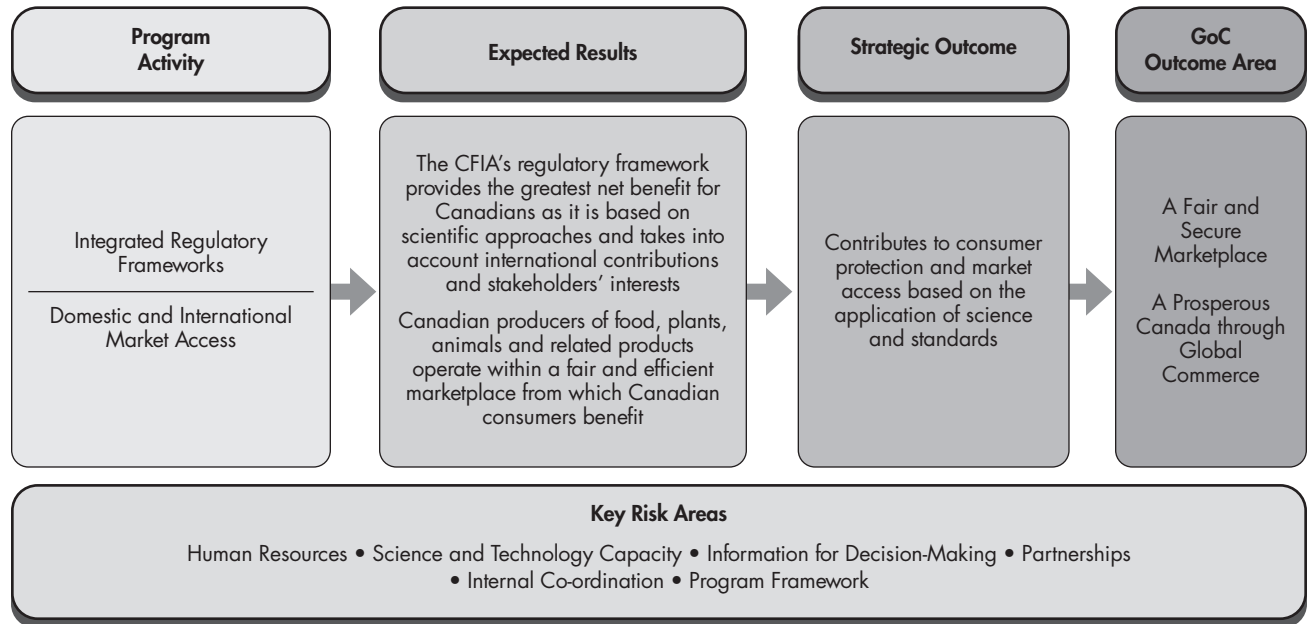 Program
Activity
Expected Results
Strategic Outcome
GoC
Outcome Area
Integrated Regulatory
Frameworks
Domestic and International
Market Access
The CFIA’s regulatory framework
provides the greatest net benefit for
Canadians as it is based on
scientific approaches and takes into
account international contributions
and stakeholders’ interests
Canadian producers of food, plants,
animals and related products
operate within a fair and efficient
marketplace from which Canadian
consumers benefit
Contributes to consumer
protection and market
access based on the
application of science
and standards
A Fair and
Secure
Marketplace
A Prosperous
Canada through
Global
Commerce
Key Risk Areas
Human Resources • Science and Technology Capacity • Information for Decision-Making • Partnerships
• Internal Co-ordination • Program Framework